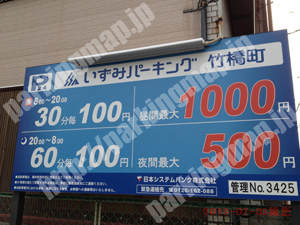 P いずみパーキング 竹橋町
8:00~20:00
30分毎100円
昼間最大1000円
20:00~8:00
60分毎100円
夜間最大500円
日本システムバンク株式会社
緊急連絡先 0120-162-088
管理No.3425